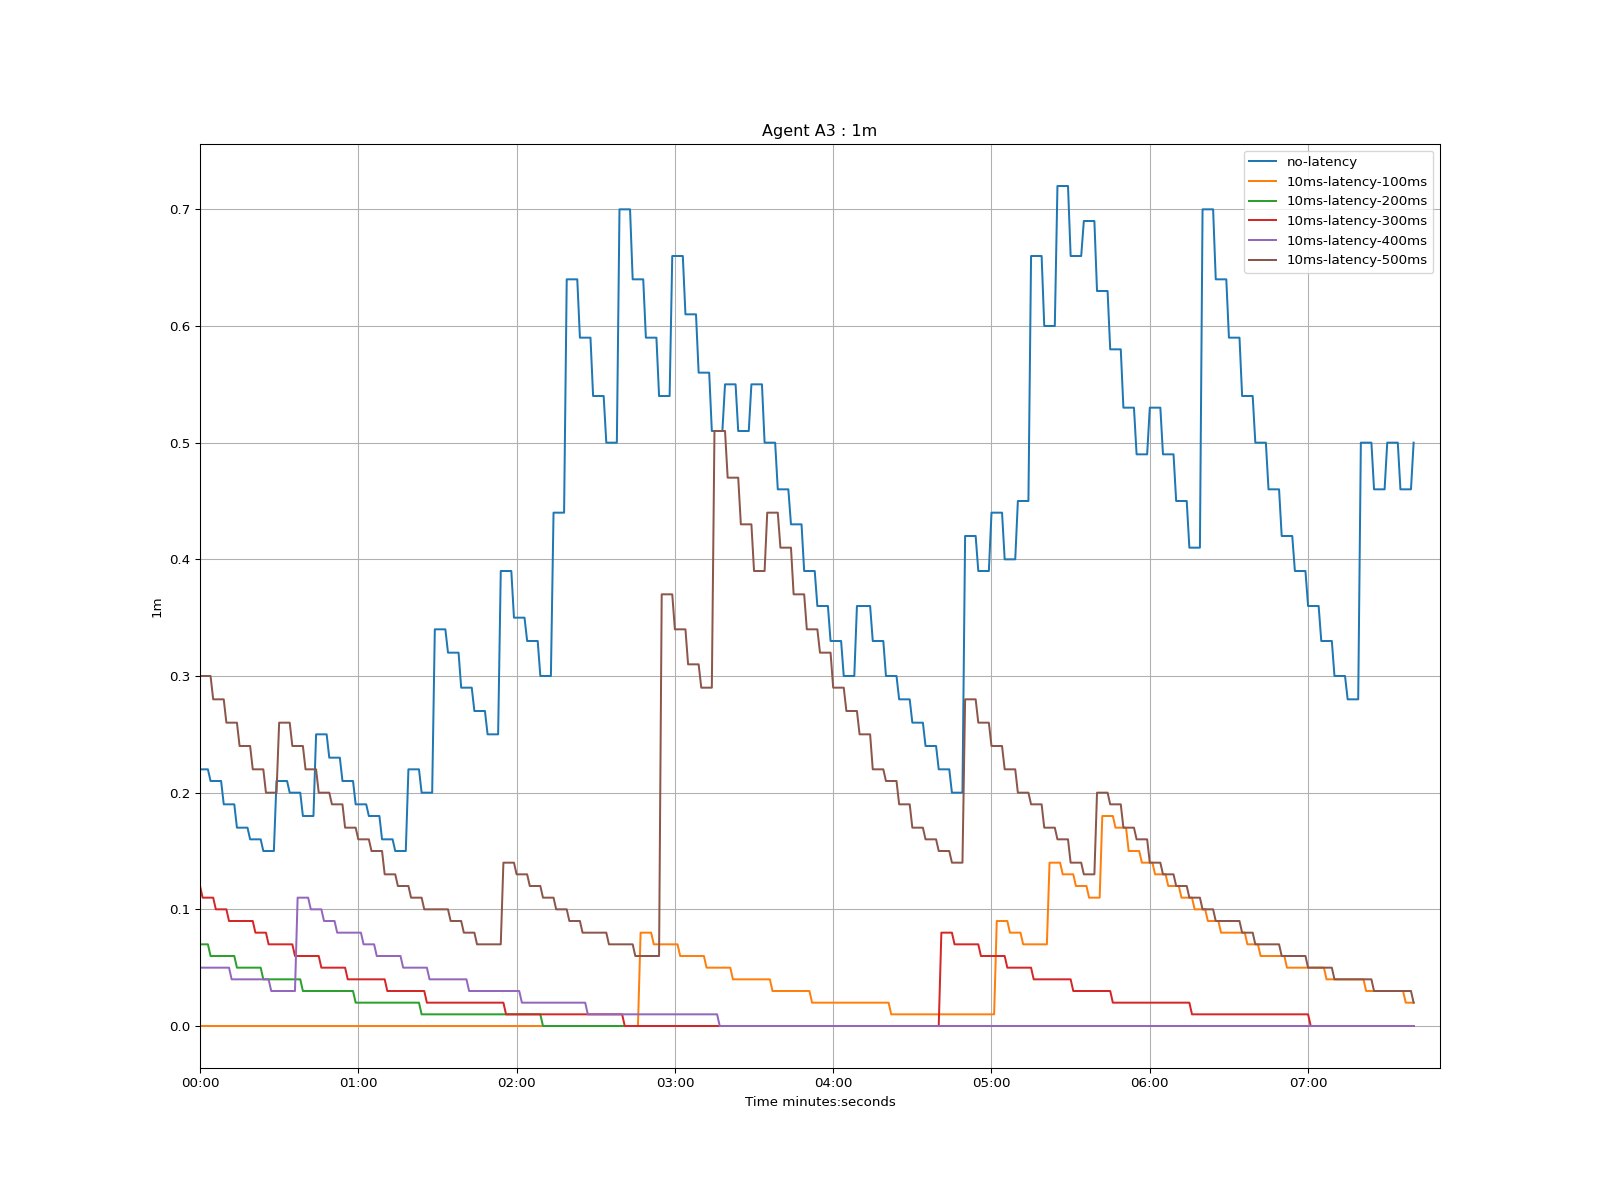 Agent A3 : 1m
no-latency
10ms-latency-100ms
10ms-latency-200ms
10ms-latency-300ms
10ms-latency-400ms
10ms-latency-500ms
0.7
0.6
0.5
0.4
0.3
0.2
0.1
0.0
1m
00:00 01:00 02:00 03:00 04:00 05:00 06:00 07:00
Time minutes:seconds